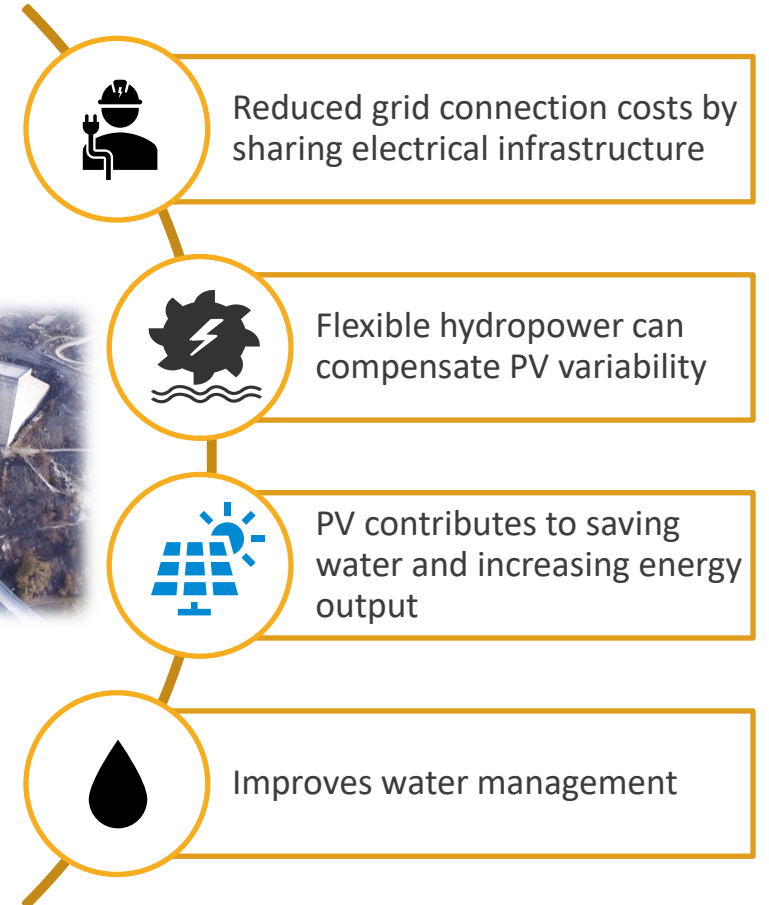 Reduced grid connection costs by
sharing electrical infrastructure
Flexible hydropower can
compensate PV variability
PV contributes to saving
water and increasing energy
output
Improves water management